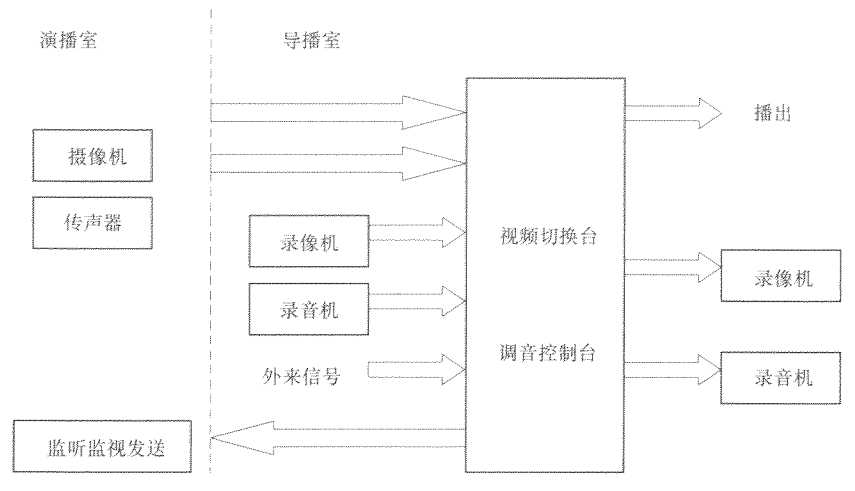 演播室
导播室
播出
摄像机
传声器
录像机
视频切换台
录像机
录音机
调音控制台
外来信号
录音机
监听监视发送